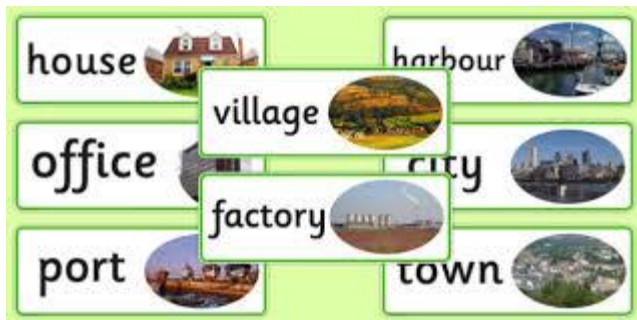 house
harbour
village
office
city
factory
port
town